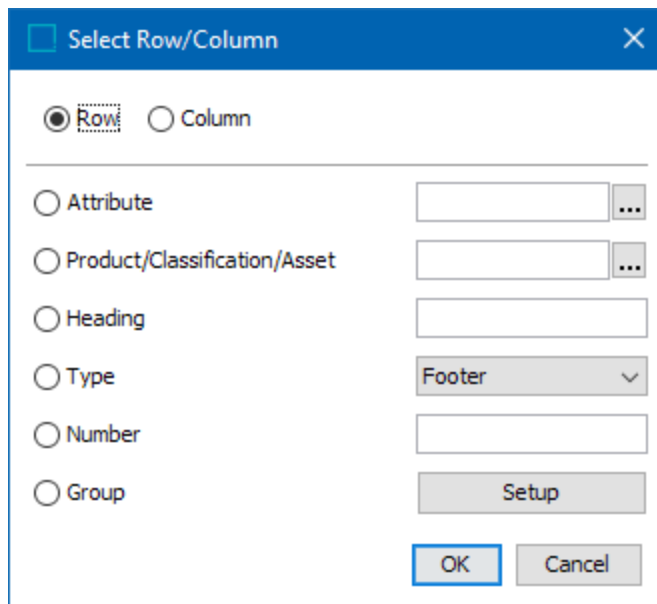 Select Row/Column
Row Column
Attribute ...
Product/Classification/Asset ...
Heading
Type Footer
Number
Group Setup
OK Cancel